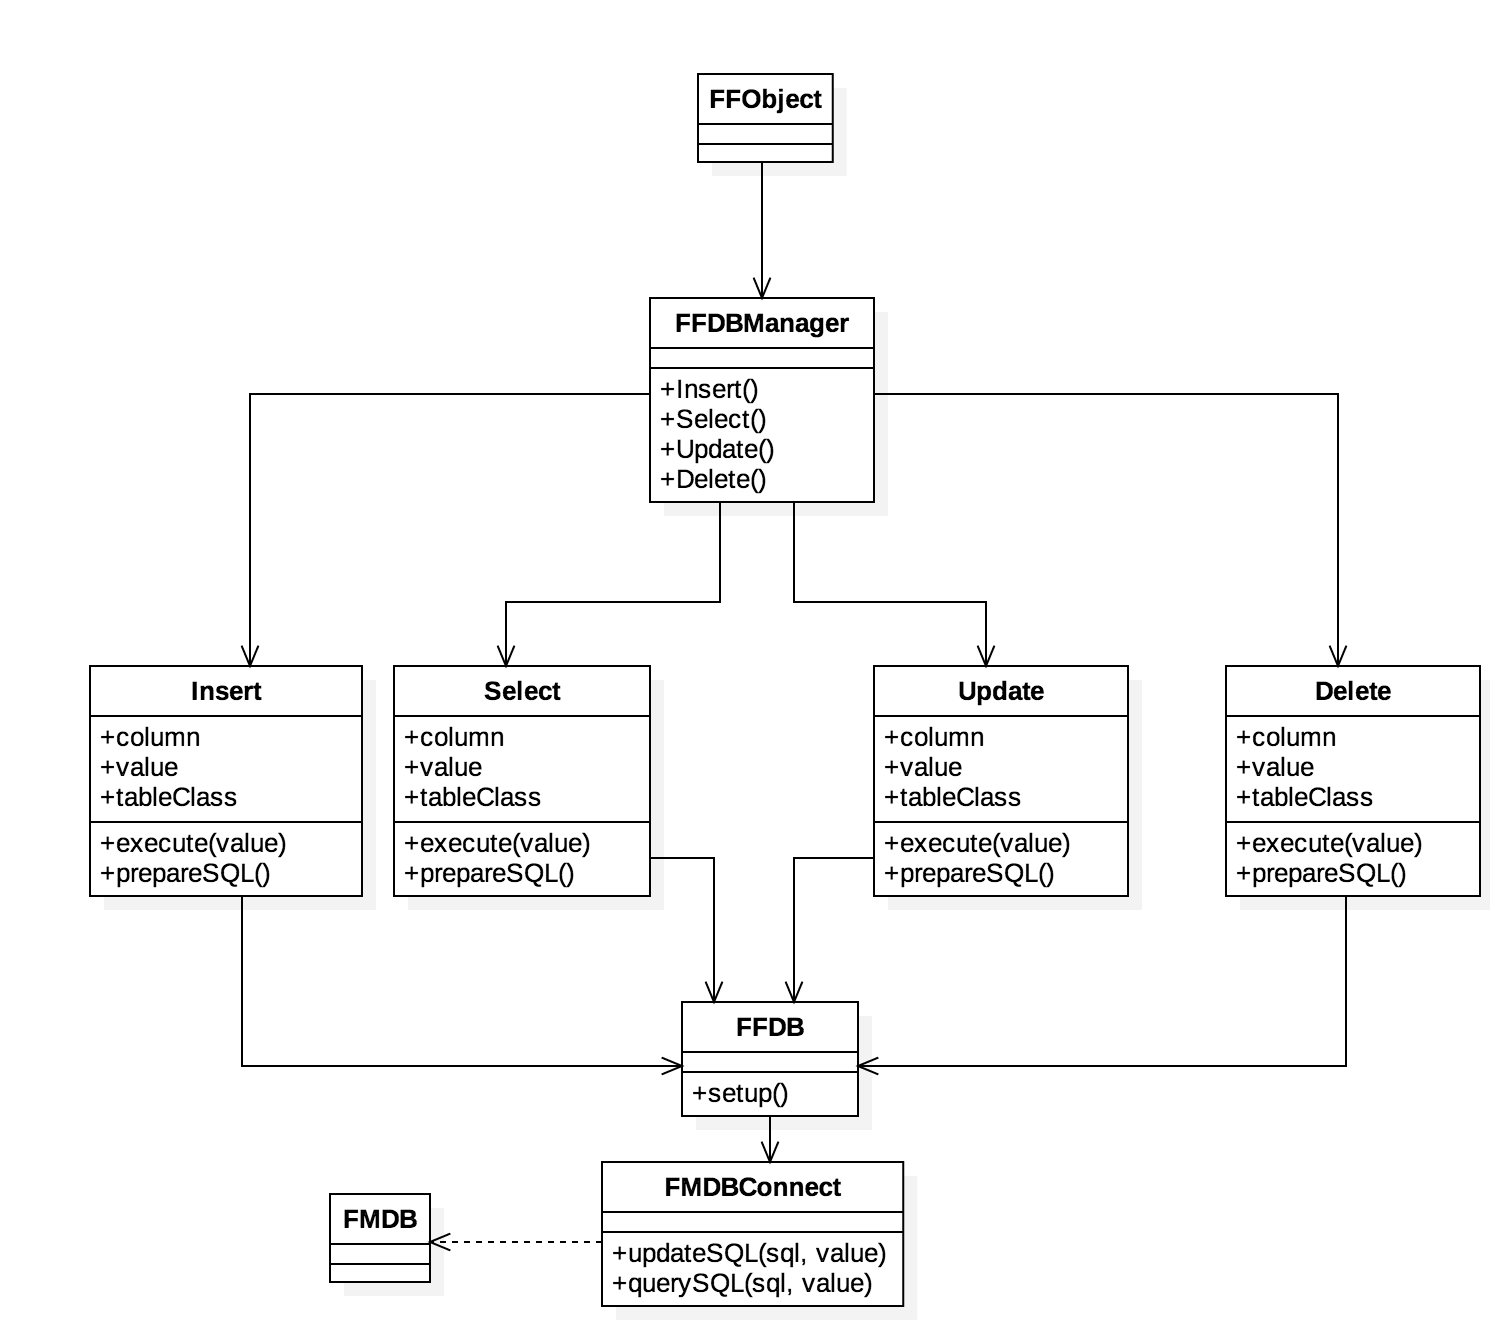 FFObject
FFDBManager
+Insert()
+Select()
+Update()
+Delete()
Insert
+column
+value
+tableClass
+execute(value)
+prepareSQL()
Select
+column
+value
+tableClass
+execute(value)
+prepareSQL()
Update
+column
+value
+tableClass
+execute(value)
+prepareSQL()
Delete
+column
+value
+tableClass
+execute(value)
+prepareSQL()
FFDB
+setup()
FMDBConnect
+updateSQL(sql, value)
+querySQL(sql, value)
FMDB